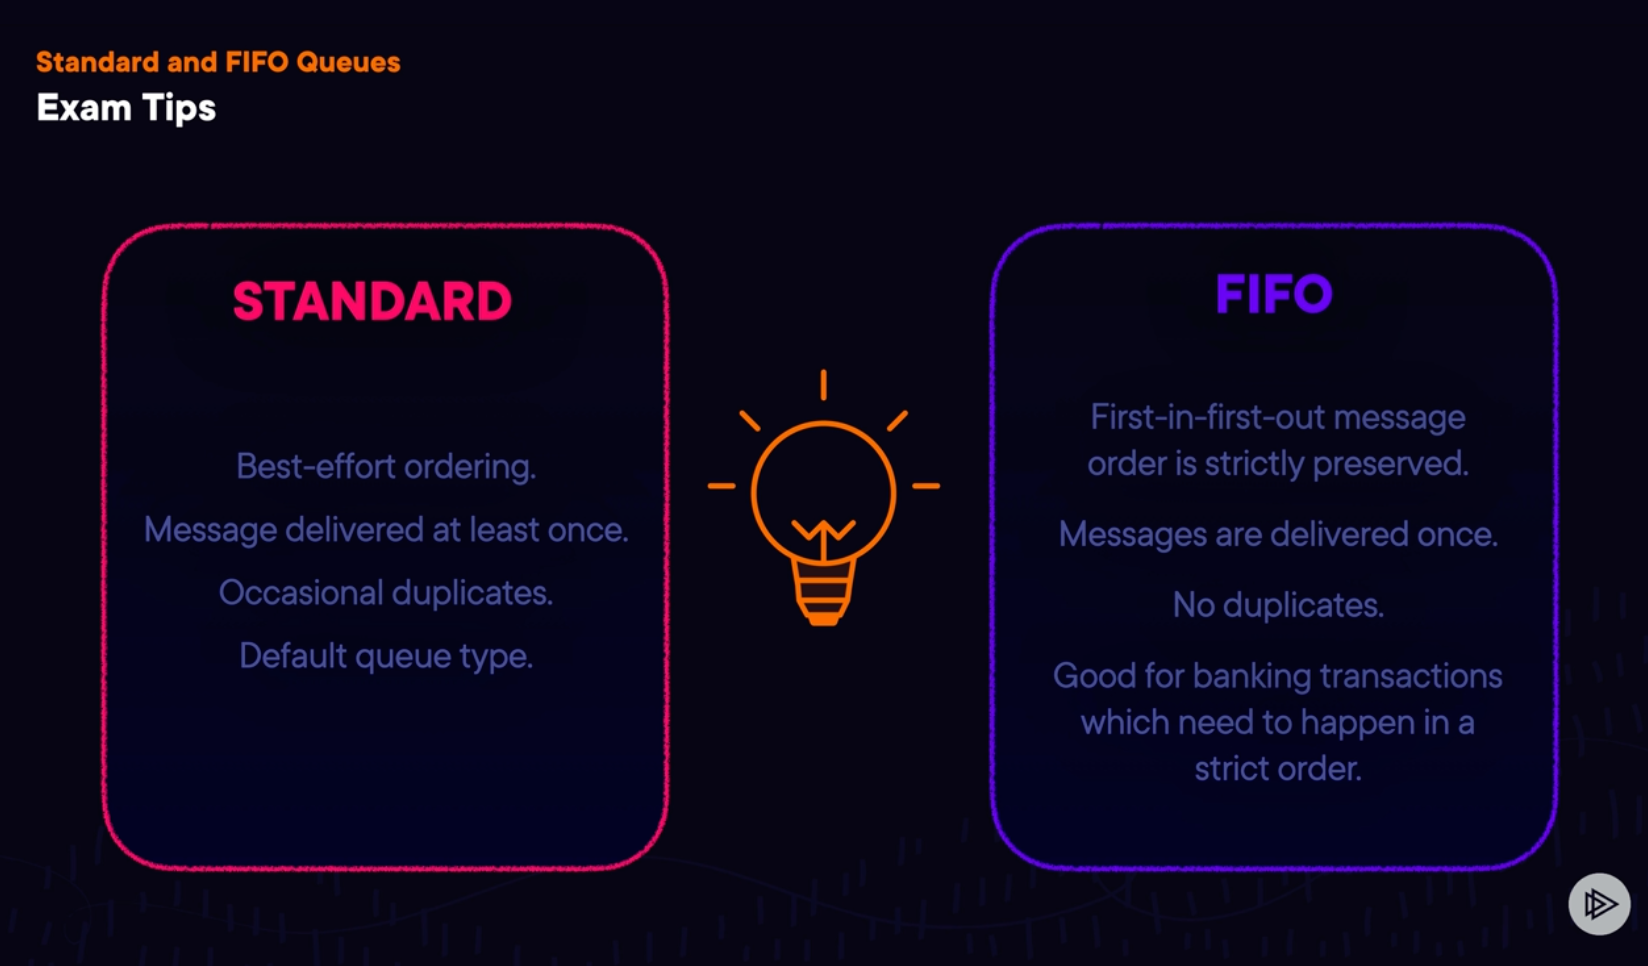 Standard and FIFO Queues
Exam Tips
STANDARD
Best-effort ordering.
Message delivered at least once.
Occasional duplicates.
Default queue type.
FIFO
First-in-first-out message
order is strictly preserved.
Messages are delivered once.
No duplicates.
Good for banking transactions
which need to happen in a
strict order.